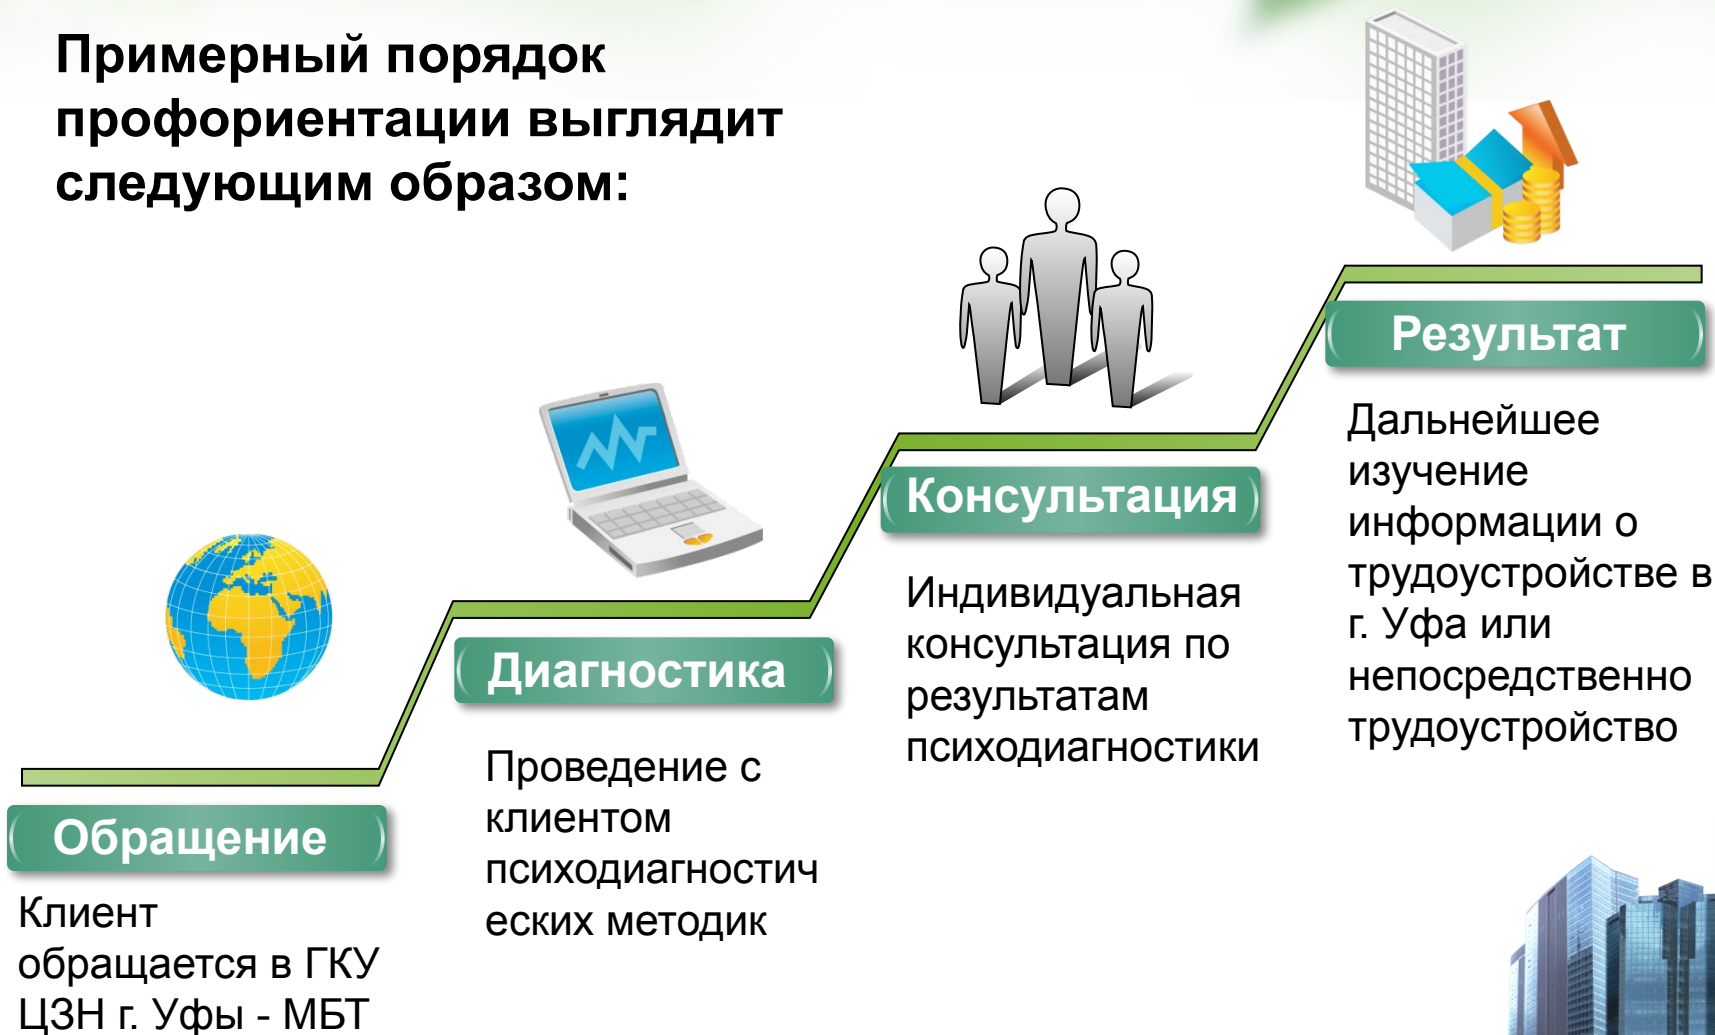 Примерный порядок
профориентации выглядит
следующим образом:
Обращение
Клиент
обращается в ГКУ
ЦЗН г. Уфы - МБТ
Диагностика
Проведение с
клиентом
психодиагностич
еских методик
Консультация
Индивидуальная
консультация по
результатам
психодиагностики
Результат
Дальнейшее
изучение
информации о
трудоустройстве в
г. Уфа или
непосредственно
трудоустройство